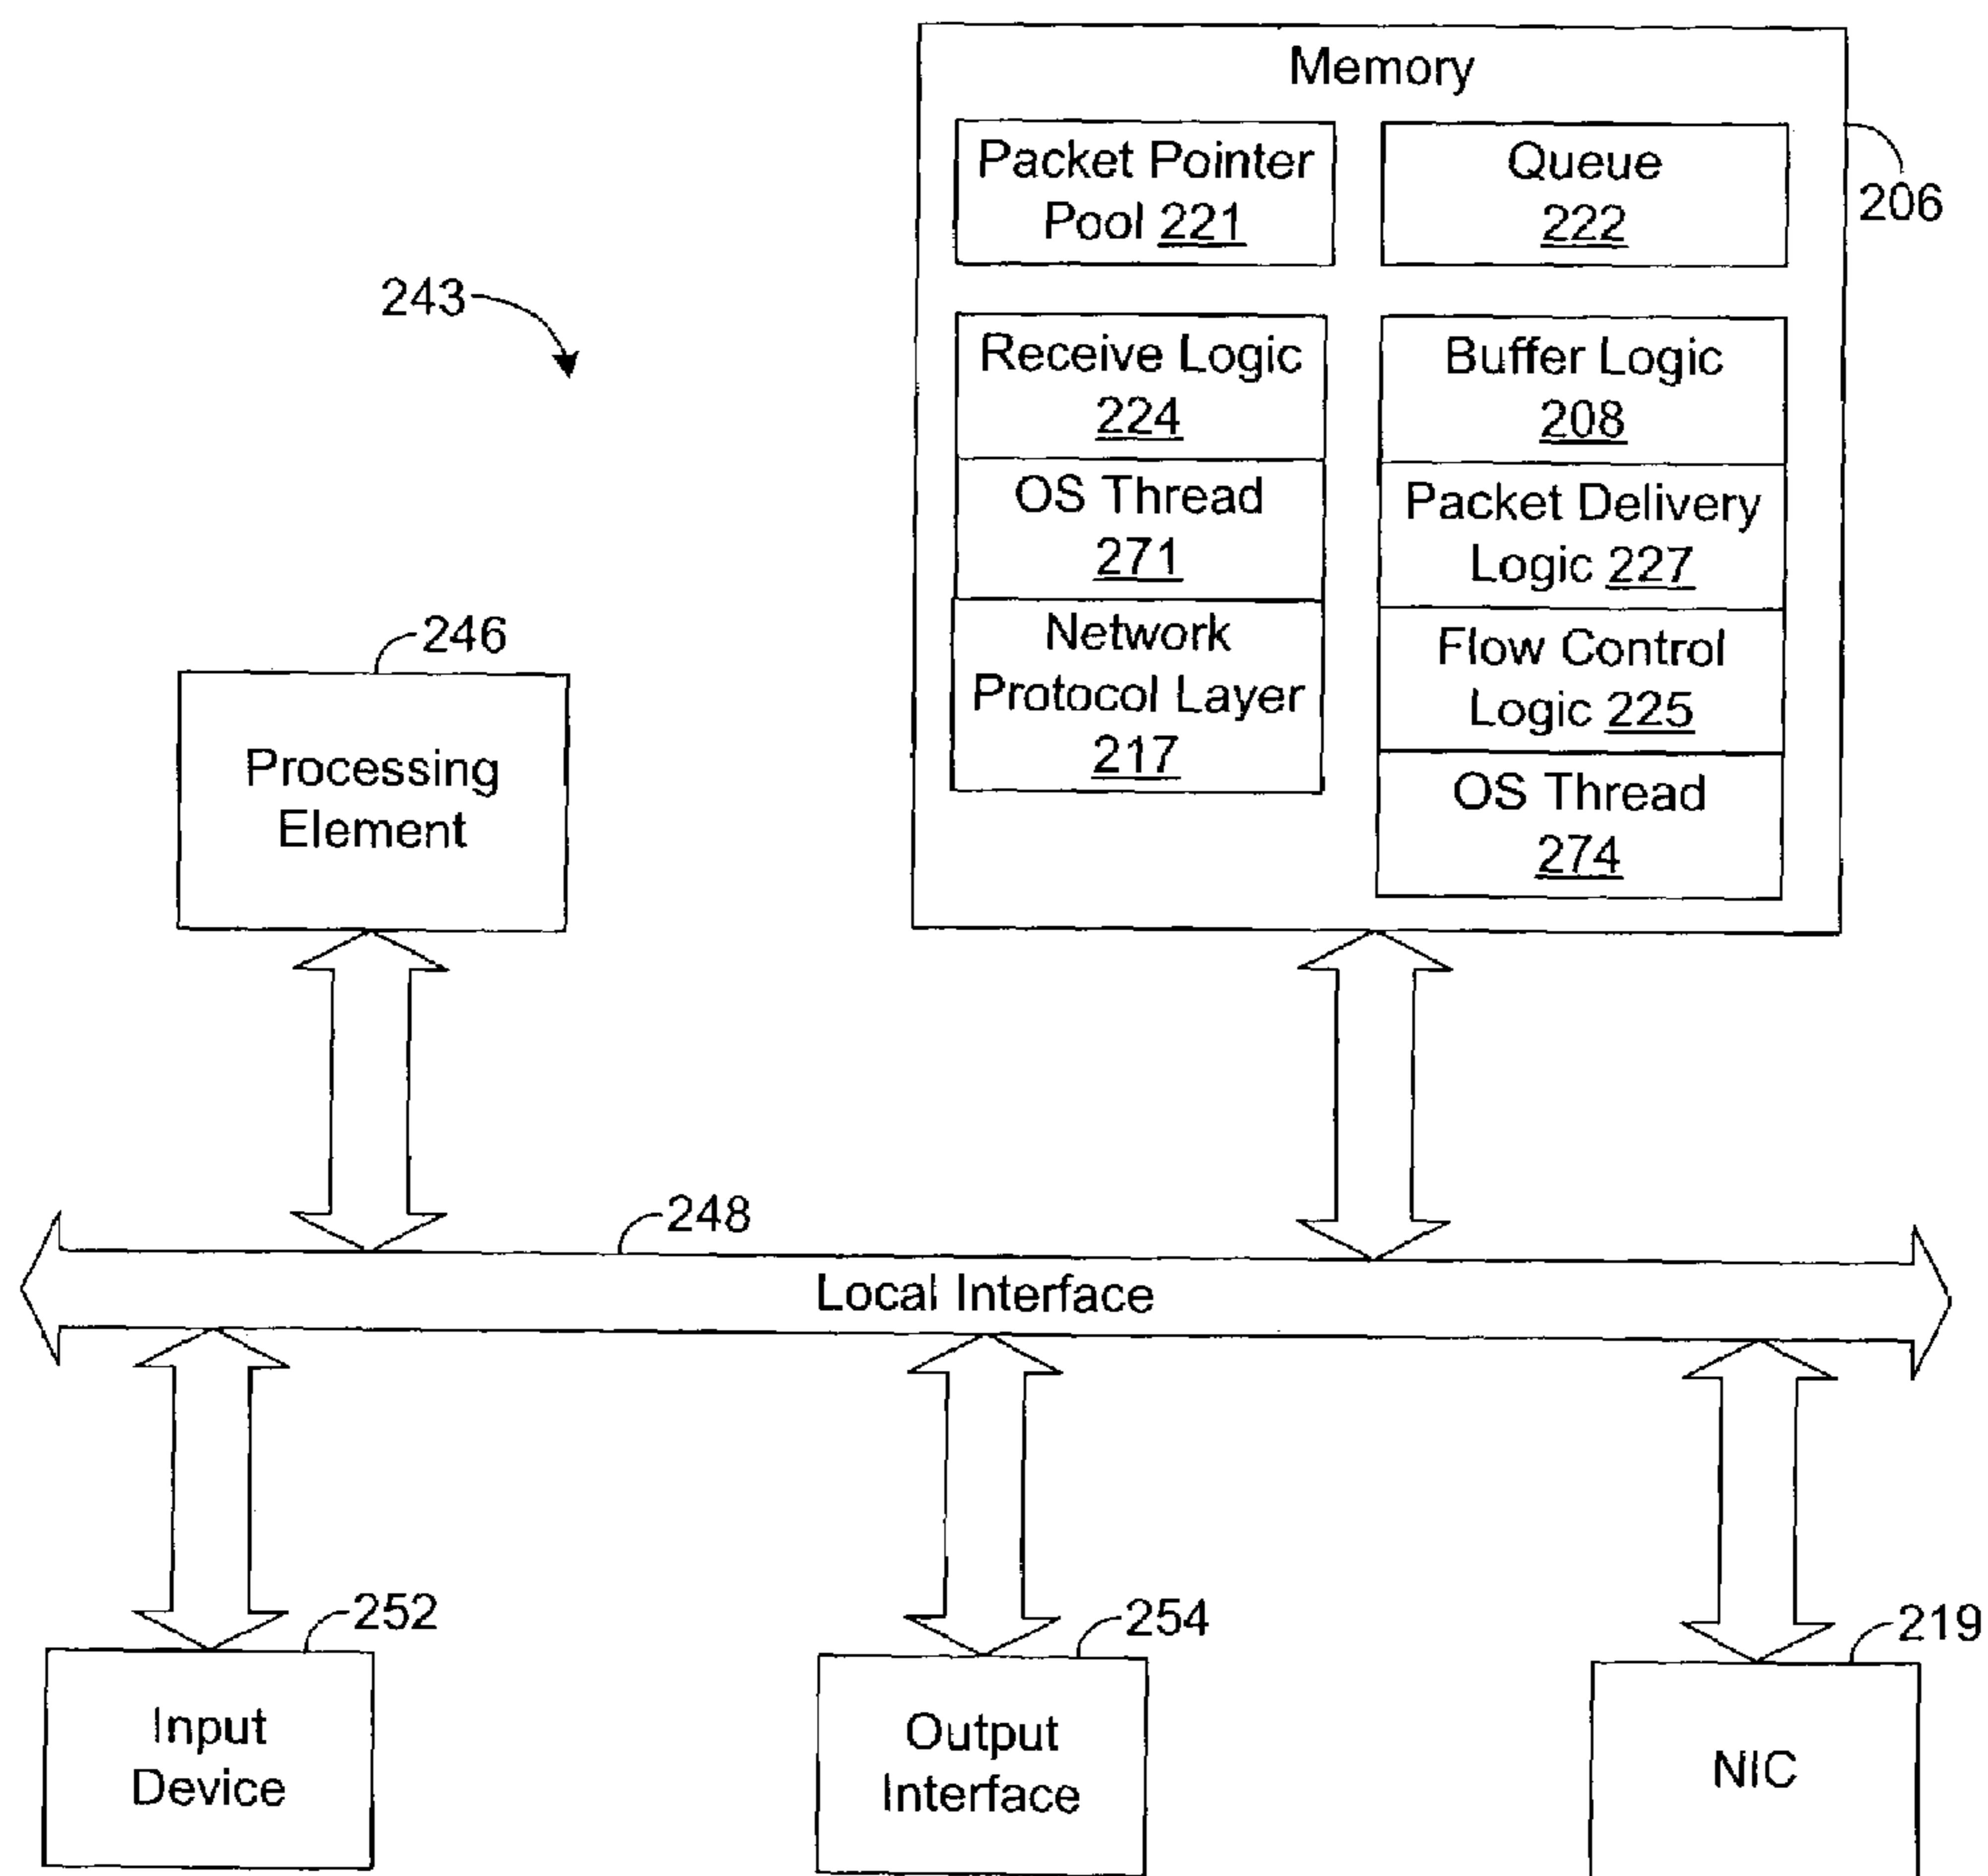 Memory
Packet Pointer
Pool 221
Queue
222
206
243
Receive Logic
224
OS Thread
271
Network
Protocol Layer
217
Buffer Logic
208
Packet Delivery
Logic 227
Flow Control
Logic 225
OS Thread
274
246
Processing
Element
248
Local Interface
252
Input
Device
254
Output
Interface
219
NIC